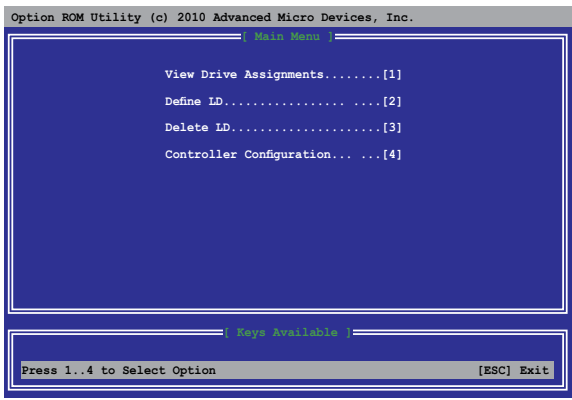 Option ROM Utility (c) 2010 Advanced Micro Devices, Inc.
[ Main Menu ]
View Drive Assignments........[1]
Define LD................. ....[2]
Delete LD.....................[3]
Controller Configuration... ...[4]
[ Keys Available ]
Press 1..4 to Select Option [ESC] Exit